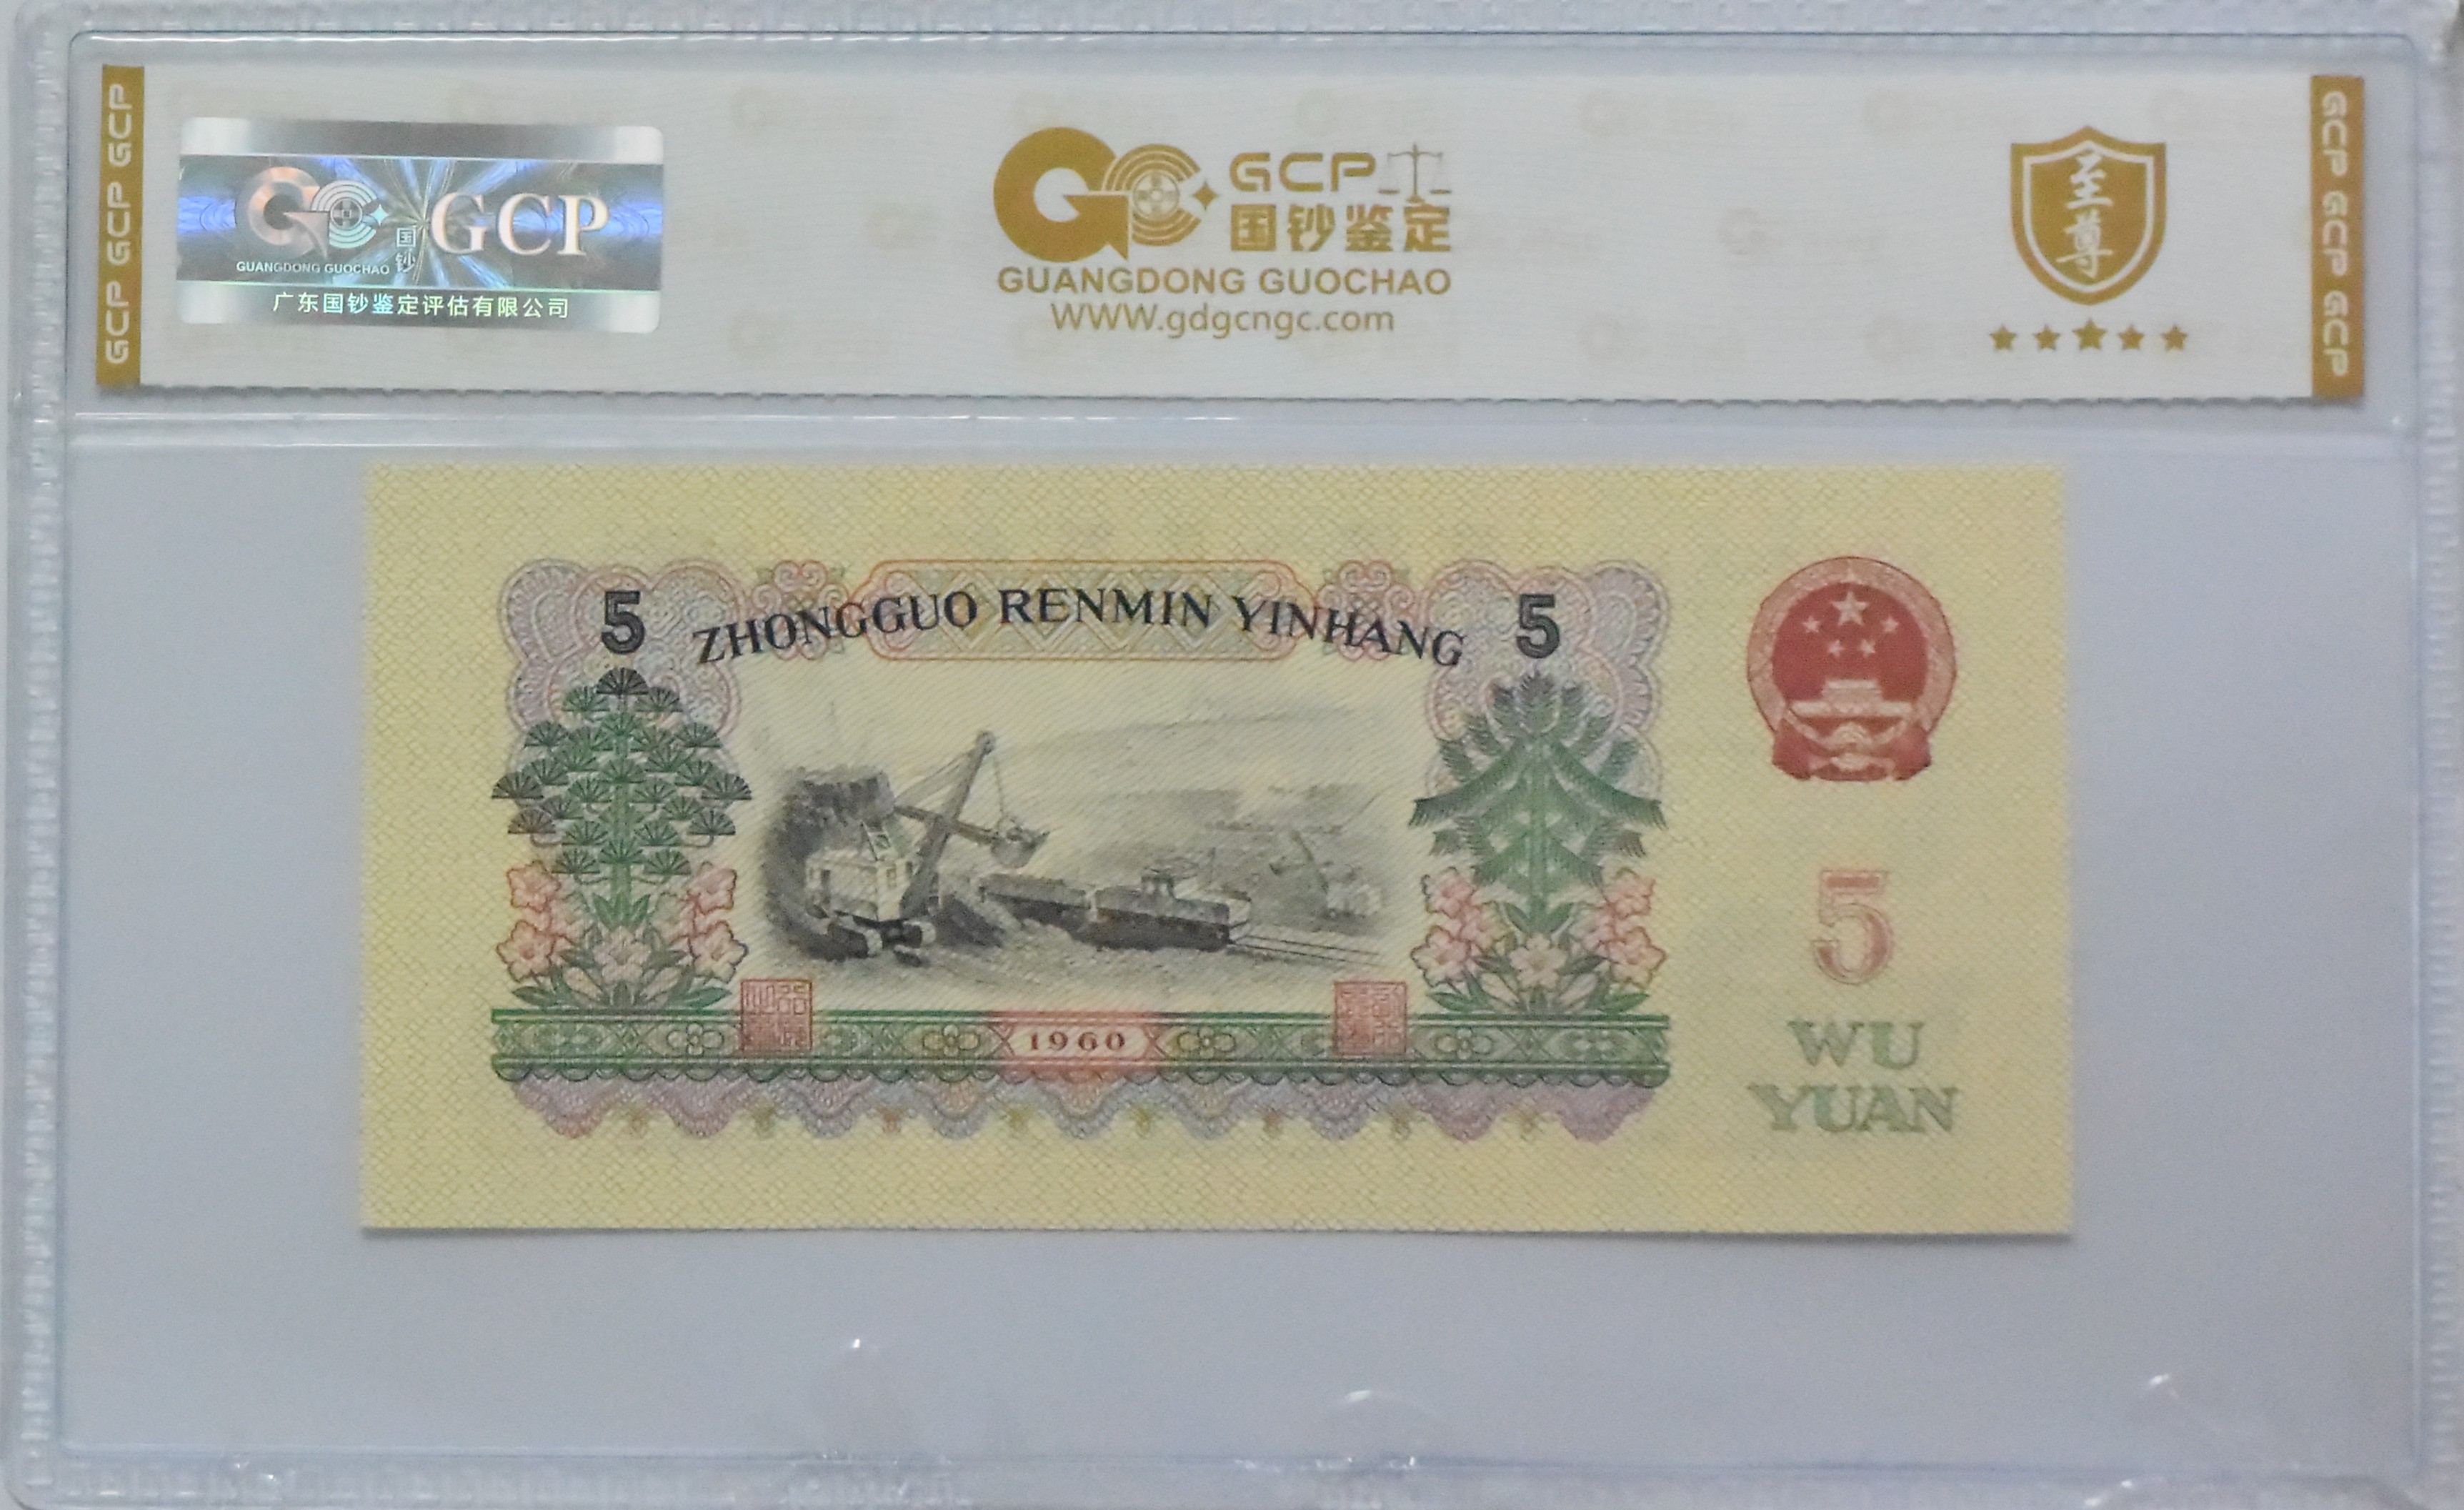 GCP GCP GCP
GCP
国钞
GUANGDONG GUOCHAO
广东国钞鉴定评估有限公司
GCP
国钞鉴定
GUANGDONG GUOCHAO
WWW.gdgcngc.com
至尊
GCP GCP GCP
5 ZHONGGUO RENMIN YINHANG 5
5
WU
YUAN
1960